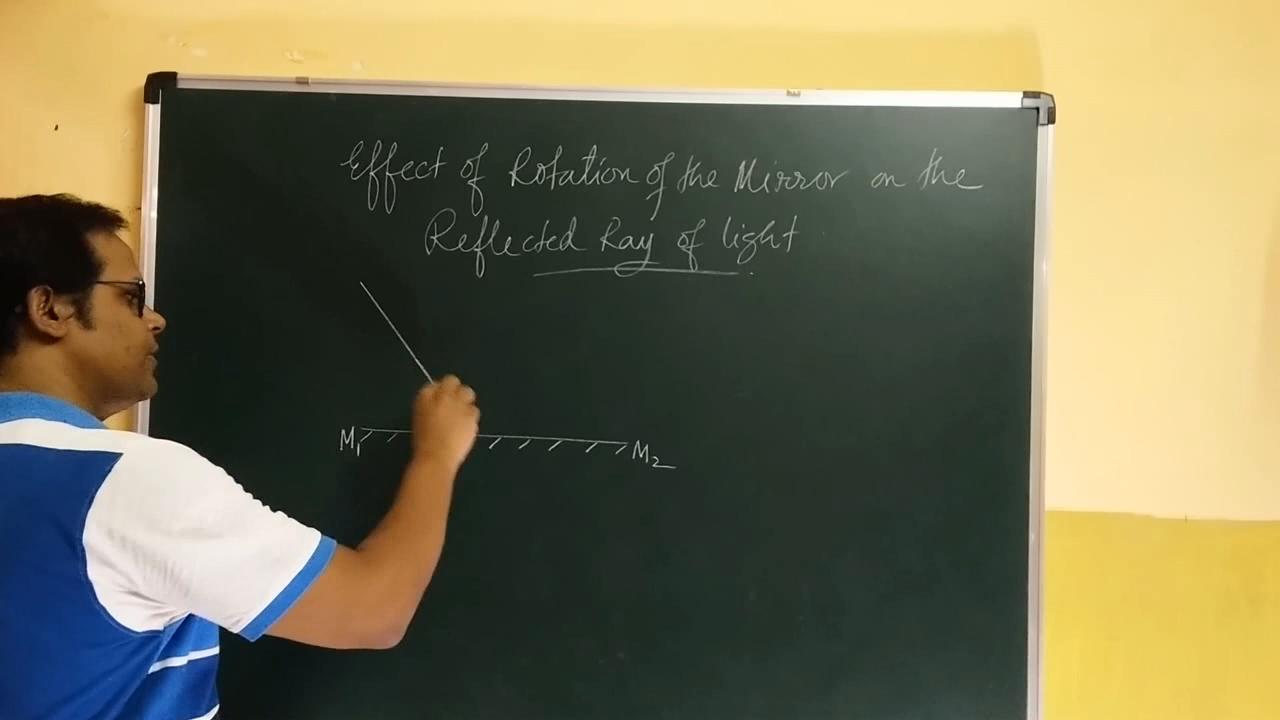 Effect of Rotation of the Mirror on the
Reflected Ray of light
M₁
M₂